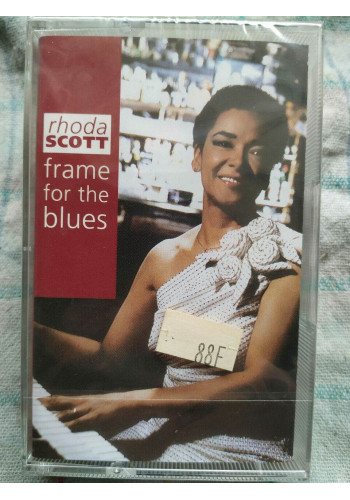 rhoda
SCOTT
frame
for the
blues
88F